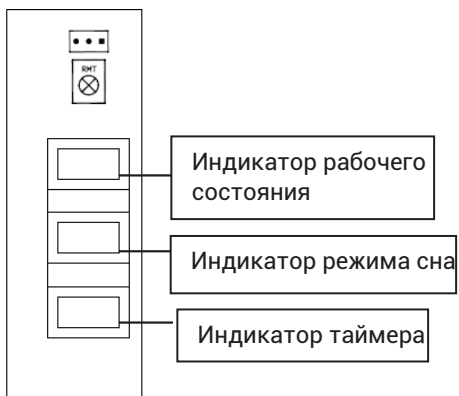 RMT
Индикатор рабочего
состояния
Индикатор режима сна
Индикатор таймера